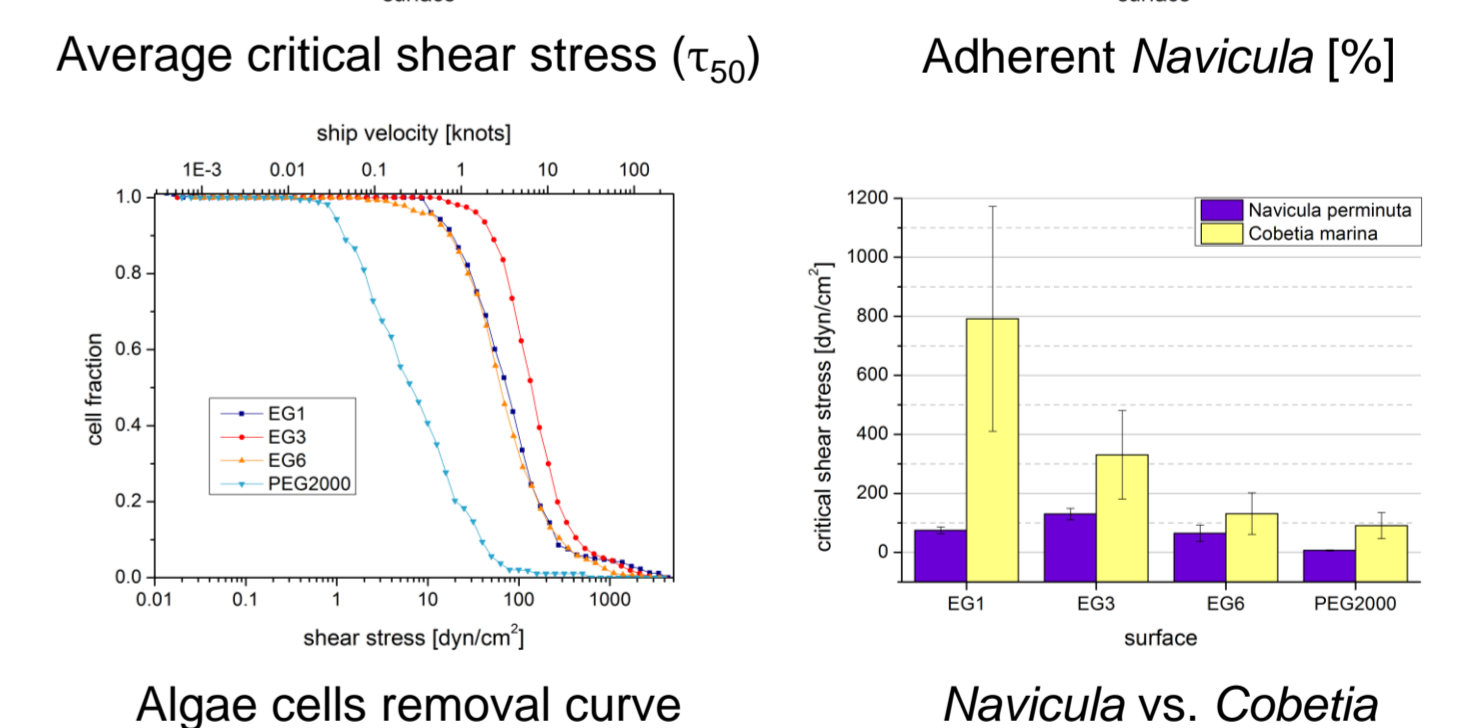 surface
surface
Average critical shear stress (τ50)
Adherent Navicula [%]
ship velocity [knots]
1E-3 0.01 0.1 1 10 100
1.0
0.8
0.6
0.4
0.2
0.0
cell fraction
EG1
EG3
EG6
PEG2000
0.01 0.1 1 10 100 1000
shear stress [dyn/cm²]
Algae cells removal curve
1200
1000
800
600
400
200
0
critical shear stress [dyn/cm²]
Navicula perminuta
Cobetia marina
EG1 EG3 EG6 PEG2000
surface
Navicula vs. Cobetia